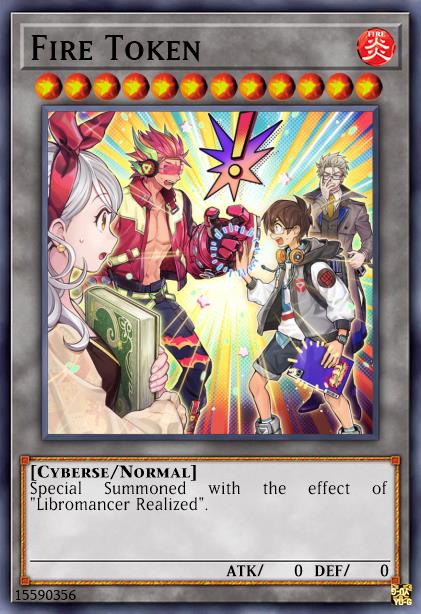 FIRE TOKEN
FIRE
炎
!
[CYBERSE/NORMAL]
Special Summoned with the effect of
"Libromancer Realized".
ATK/ 0 DEF/ 0
15590356